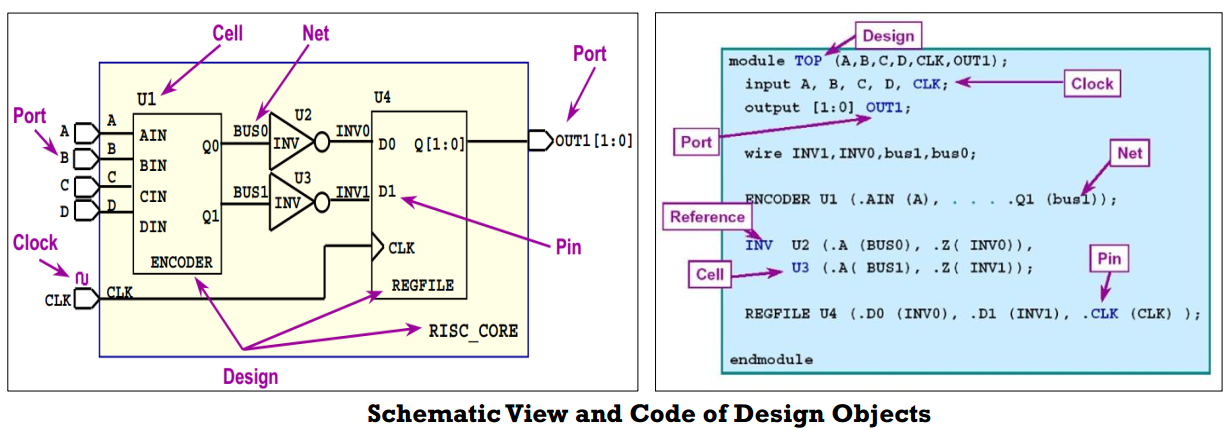 Cell
Net
Port
U1
U4
Port
A
A
AIN
Q0
BUS0
U2
INV
INV0
D0
Q[1:0]
OUT1[1:0]
B
B
BIN
C
C
CIN
BUS1
U3
INV
INV1
D1
D
D
DIN
Q1
Pin
Clock
ENCODER
CLK
CLK
CLK
REGFILE
RISC_CORE
Design
Design
module TOP (A,B,C,D,CLK,OUT1);
input A, B, C, D, CLK;
Clock
output [1:0] OUT1;
Port
wire INV1,INV0,bus1,bus0;
Net
ENCODER U1 (.AIN (A), . . . .Q1 (bus1));
Reference
INV U2 (.A (BUS0), .Z( INV0)),
Cell
U3 (.A( BUS1), .Z( INV1));
Pin
REGFILE U4 (.D0 (INV0), .D1 (INV1), .CLK (CLK) );
endmodule
Schematic View and Code of Design Objects